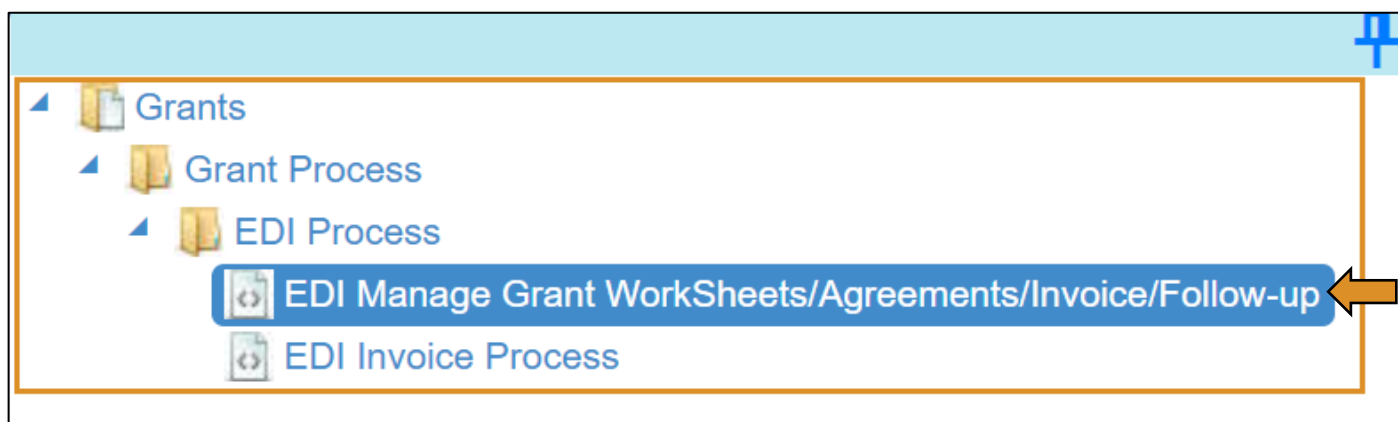 Grants
Grant Process
EDI Process
EDI Manage Grant WorkSheets/Agreements/Invoice/Follow-up
EDI Invoice Process